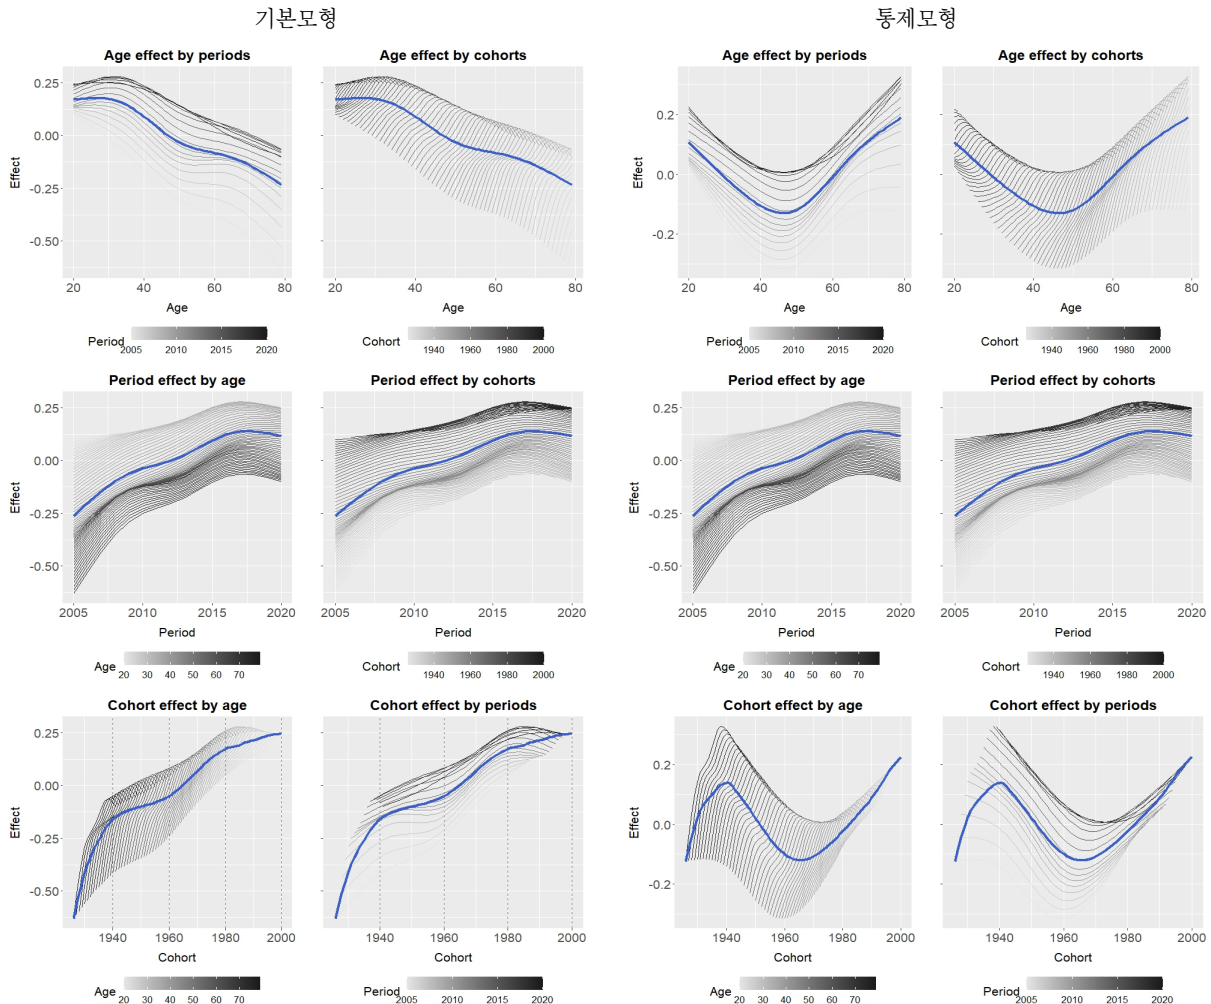 기본모형
통제모형
Age effect by periods
Age effect by cohorts
Age effect by periods
Age effect by cohorts
Effect
0.25
0.00
-0.25
-0.50
20 40 60 80
Age
20 40 60 80
Age
Effect
0.2
0.0
-0.2
20 40 60 80
Age
20 40 60 80
Age
Period 2005 2010 2015 2020
Cohort 1940 1960 1980 2000
Period 2005 2010 2015 2020
Cohort 1940 1960 1980 2000
Period effect by age
Period effect by cohorts
Period effect by age
Period effect by cohorts
Effect
0.25
0.00
-0.25
-0.50
2005 2010 2015 2020
Period
2005 2010 2015 2020
Period
Effect
0.25
0.00
-0.25
-0.50
2005 2010 2015 2020
Period
2005 2010 2015 2020
Period
Age 20 30 40 50 60 70
Cohort 1940 1960 1980 2000
Age 20 30 40 50 60 70
Cohort 1940 1960 1980 2000
Cohort effect by age
Cohort effect by periods
Cohort effect by age
Cohort effect by periods
Effect
0.25
0.00
-0.25
-0.50
1940 1960 1980 2000
Cohort
1940 1960 1980 2000
Cohort
Effect
0.2
0.0
-0.2
1940 1960 1980 2000
Cohort
1940 1960 1980 2000
Cohort
Age 20 30 40 50 60 70
Period 2005 2010 2015 2020
Age 20 30 40 50 60 70
Period 2005 2010 2015 2020